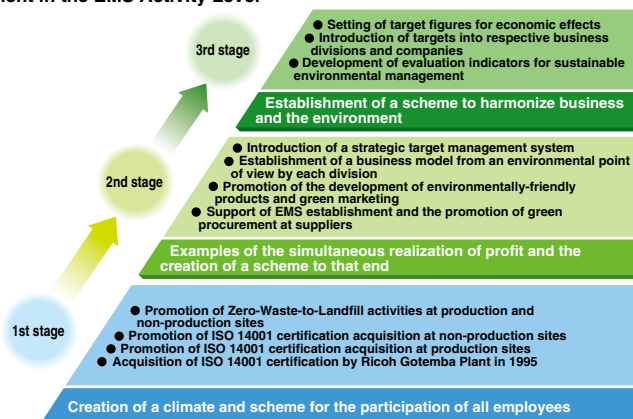 ment in the EMS Activity Level
3rd stage
● Setting of target figures for economic effects
● Introduction of targets into respective business
divisions and companies
● Development of evaluation indicators for sustainable
environmental management
Establishment of a scheme to harmonize business
and the environment
2nd stage
● Introduction of a strategic target management system
● Establishment of a business model from an environmental point
of view by each division
● Promotion of the development of environmentally-friendly
products and green marketing
● Support of EMS establishment and the promotion of green
procurement at suppliers
Examples of the simultaneous realization of profit and the
creation of a scheme to that end
1st stage
● Promotion of Zero-Waste-to-Landfill activities at production and
non-production sites
● Promotion of ISO 14001 certification acquisition at non-production sites
● Promotion of ISO 14001 certification acquisition at production sites
● Acquisition of ISO 14001 certification by Ricoh Gotemba Plant in 1995
Creation of a climate and scheme for the participation of all employees